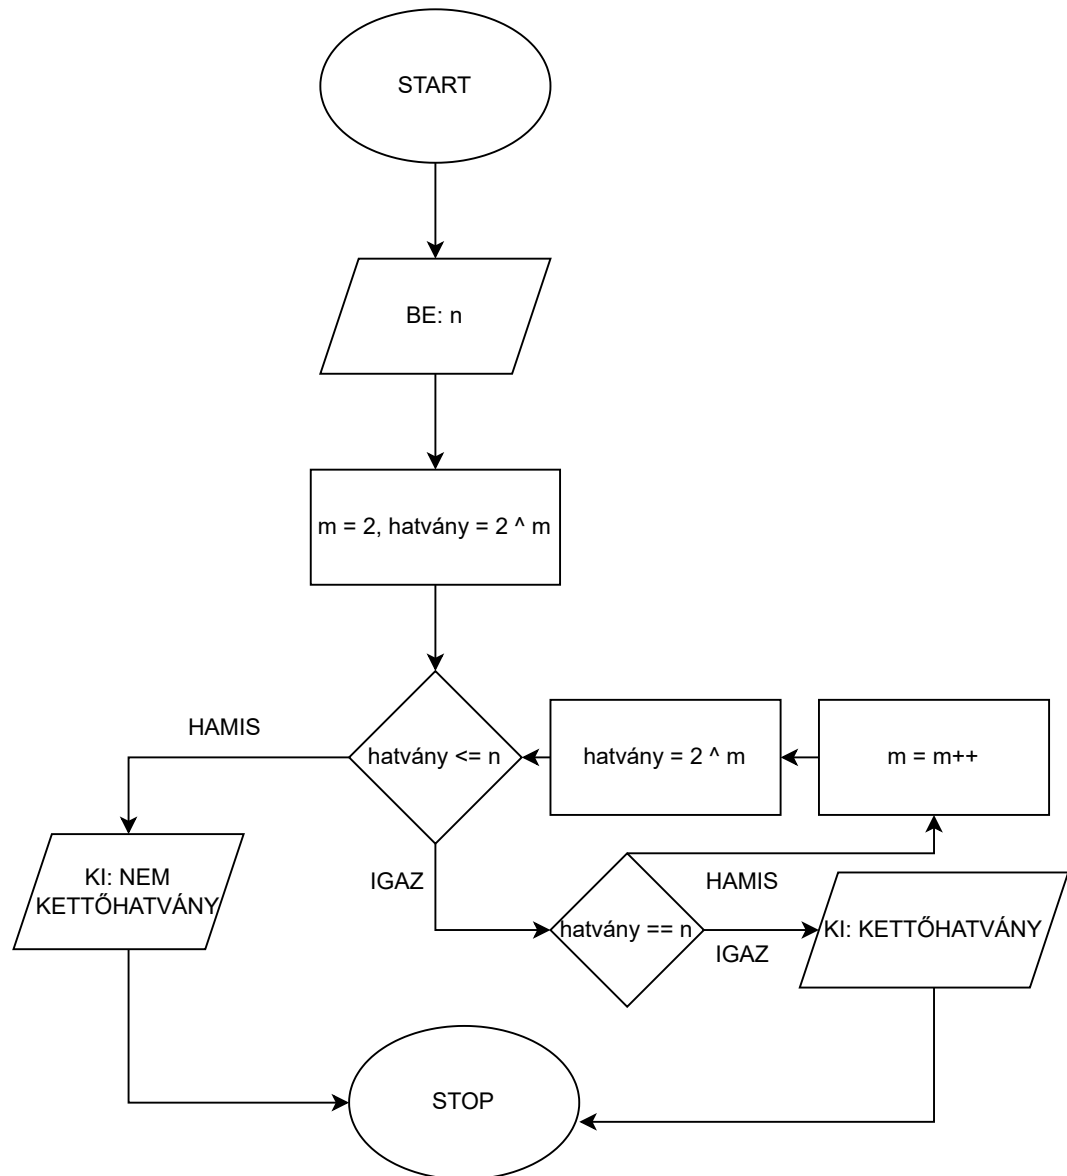 START
BE: n
m = 2, hatvány = 2 ^ m
HAMIS
hatvány <= n
hatvány = 2 ^ m
m = m++
KI: NEM
KETTŐHATVÁNY
IGAZ
HAMIS
hatvány == n
IGAZ
KI: KETTŐHATVÁNY
STOP